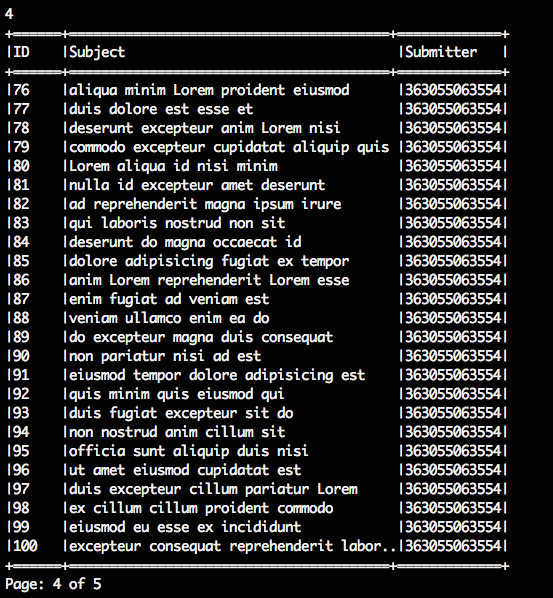 4
+======+========================================+=============+
|ID    |Subject                                 |Submitter    |
+======+========================================+=============+
|76    |aliqua minim Lorem proident eiusmod     |363055063554|
|77    |duis dolore est esse et                 |363055063554|
|78    |deserunt excepteur anim Lorem nisi      |363055063554|
|79    |commodo excepteur cupidatat aliquip quis |363055063554|
|80    |Lorem aliqua id nisi minim              |363055063554|
|81    |nulla id excepteur amet deserunt        |363055063554|
|82    |ad reprehenderit magna ipsum irure      |363055063554|
|83    |qui laboris nostrud non sit             |363055063554|
|84    |deserunt do magna occaecat id           |363055063554|
|85    |dolore adipisicing fugiat ex tempor     |363055063554|
|86    |anim Lorem reprehenderit Lorem esse     |363055063554|
|87    |enim fugiat ad veniam est               |363055063554|
|88    |veniam ullamco enim ea do               |363055063554|
|89    |do excepteur magna duis consequat       |363055063554|
|90    |non pariatur nisi ad est                |363055063554|
|91    |eiusmod tempor dolore adipisicing est   |363055063554|
|92    |quis minim quis eiusmod qui             |363055063554|
|93    |duis fugiat excepteur sit do            |363055063554|
|94    |non nostrud anim cillum sit             |363055063554|
|95    |officia sunt aliquip duis nisi          |363055063554|
|96    |ut amet eiusmod cupidatat est           |363055063554|
|97    |duis excepteur cillum pariatur Lorem    |363055063554|
|98    |ex cillum cillum proident commodo       |363055063554|
|99    |eiusmod eu esse ex incididunt           |363055063554|
|100   |excepteur consequat reprehenderit labor..|363055063554|
+======+========================================+=============+
Page: 4 of 5